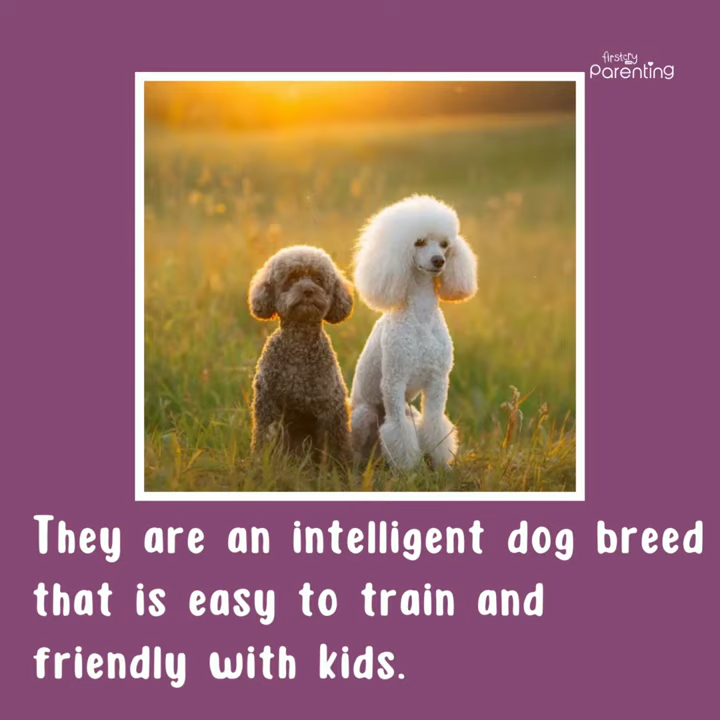 firstcry
Parenting
They are an intelligent dog breed
that is easy to train and
friendly with kids.